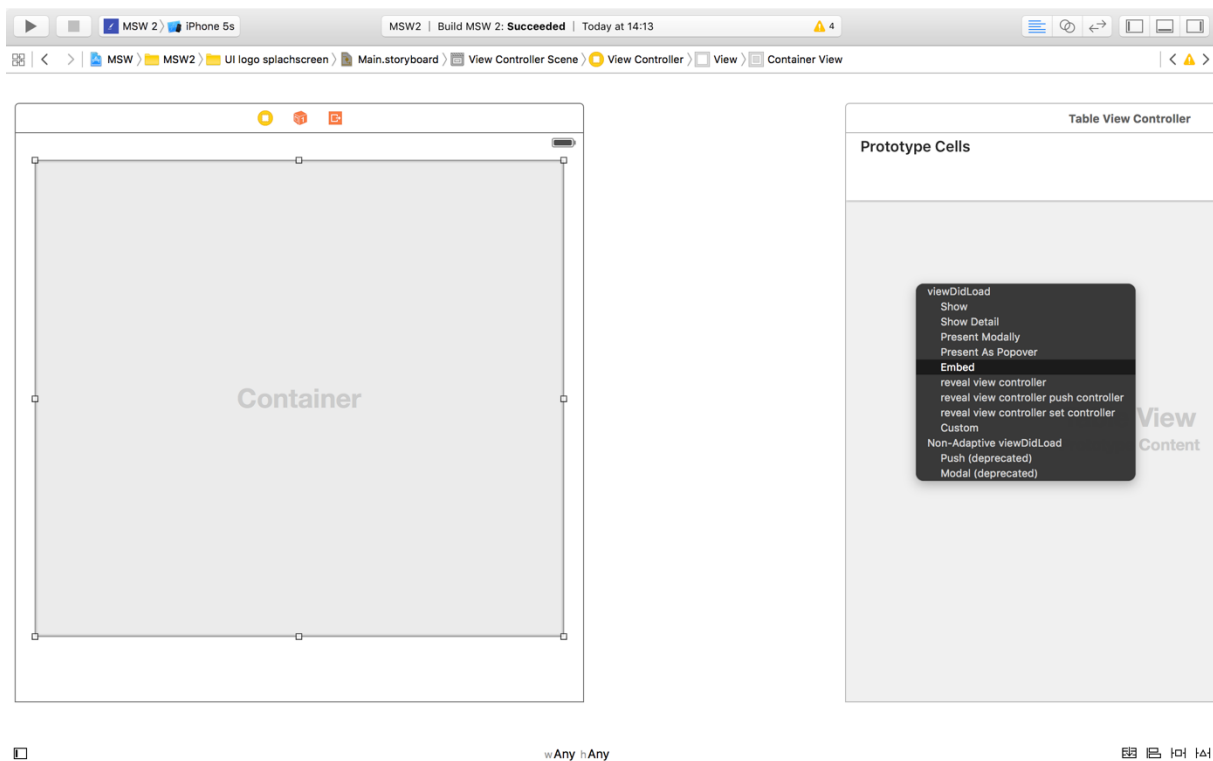 MSW 2 〉 iPhone 5s
MSW2 | Build MSW 2: Succeeded | Today at 14:13
4
MSW 〉 MSW2 〉 UI logo splachscreen 〉 Main.storyboard 〉 View Controller Scene 〉 View Controller 〉 View 〉 Container View
Table View Controller
Prototype Cells
Container
viewDidLoad
Show
Show Detail
Present Modally
Present As Popover
Embed
reveal view controller
reveal view controller push controller
reveal view controller set controller
Custom
Non-Adaptive viewDidLoad
Push (deprecated)
Modal (deprecated)
View
Content
wAny hAny